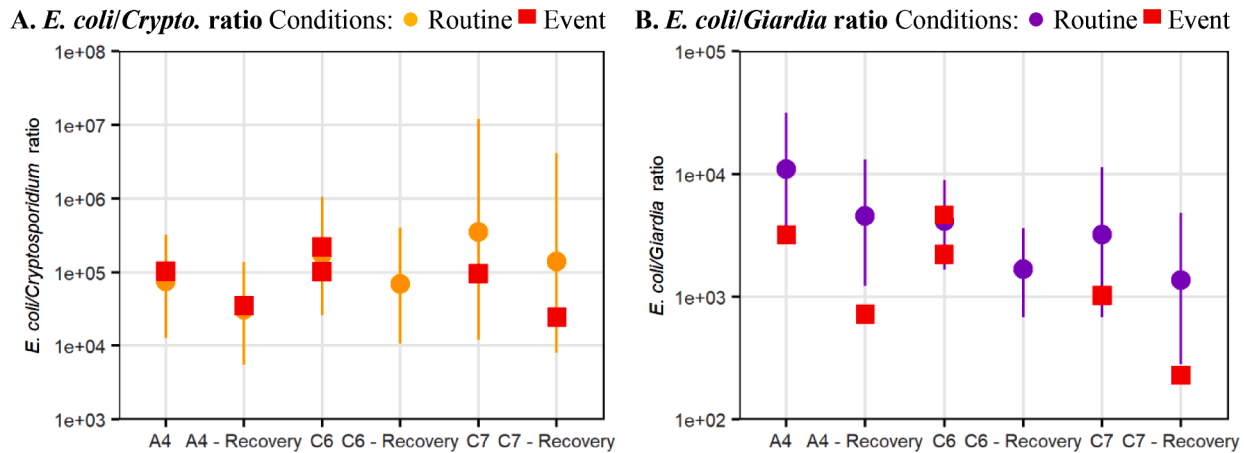 A. E. coli/Crypto. ratio Conditions: Routine Event
1e+08
1e+07
1e+06
1e+05
1e+04
1e+03
E. coli/Cryptosporidium ratio
A4 A4 - Recovery C6 C6 - Recovery C7 C7 - Recovery
B. E. coli/Giardia ratio Conditions: Routine Event
1e+05
1e+04
1e+03
1e+02
E. coli/Giardia ratio
A4 A4 - Recovery C6 C6 - Recovery C7 C7 - Recovery